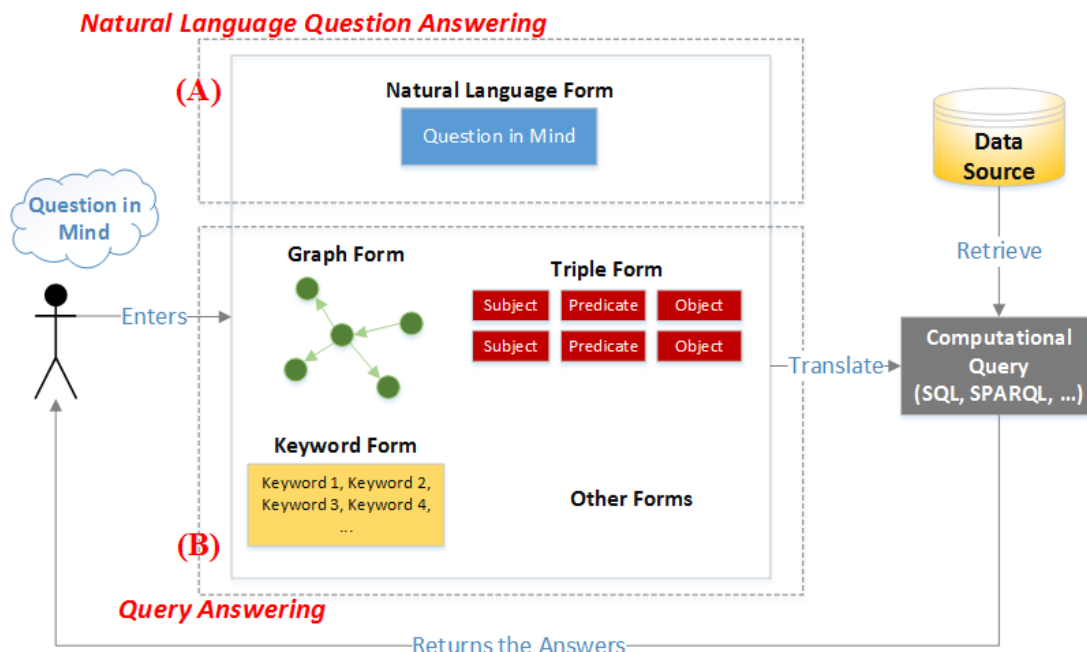 Natural Language Question Answering
(A)
Natural Language Form
Question in Mind
Data
Source
Question in
Mind
Graph Form
Triple Form
Retrieve
Subject Predicate Object
Enters
Subject Predicate Object
Translate
Computational
Query
(SQL, SPARQL, ...)
Keyword Form
Keyword 1, Keyword 2,
Keyword 3, Keyword 4,
...
Other Forms
(B)
Query Answering
Returns the Answers